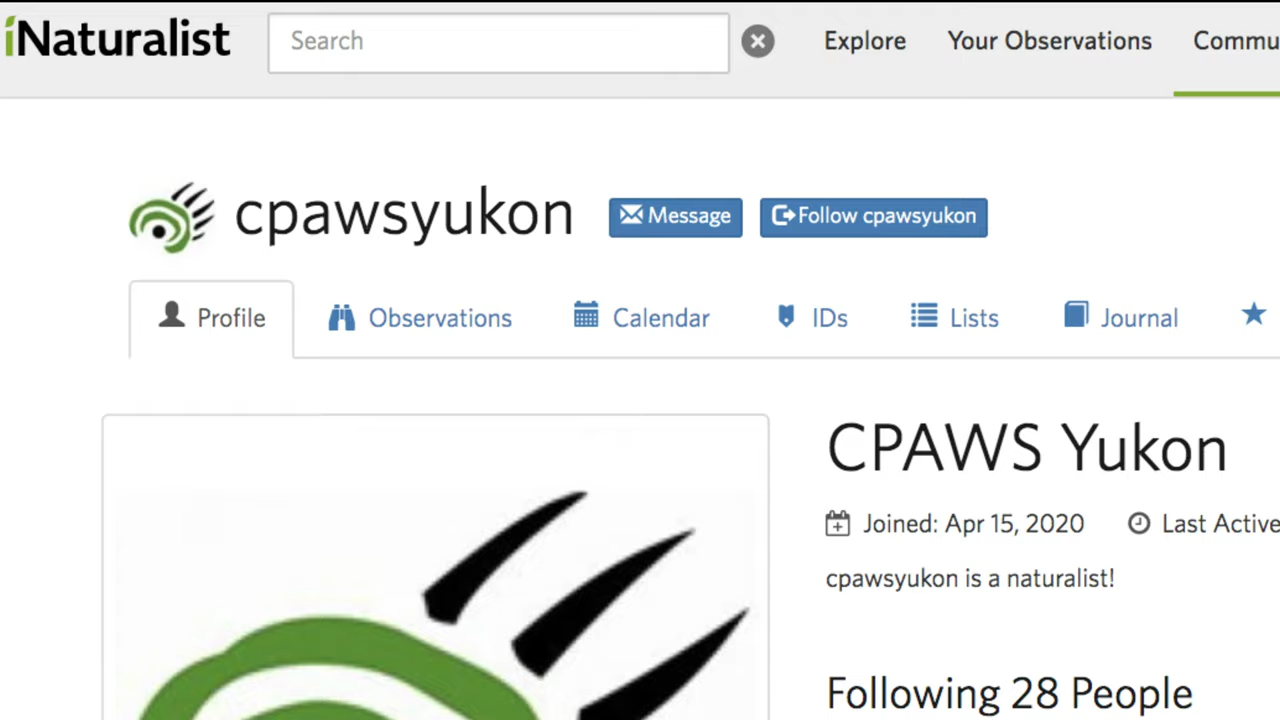 iNaturalist Search Explore Your Observations Commu
cpawsyukon Message Follow cpawsyukon
Profile Observations Calendar IDs Lists Journal
CPAWS Yukon
Joined: Apr 15, 2020 Last Active
cpawsyukon is a naturalist!
Following 28 People